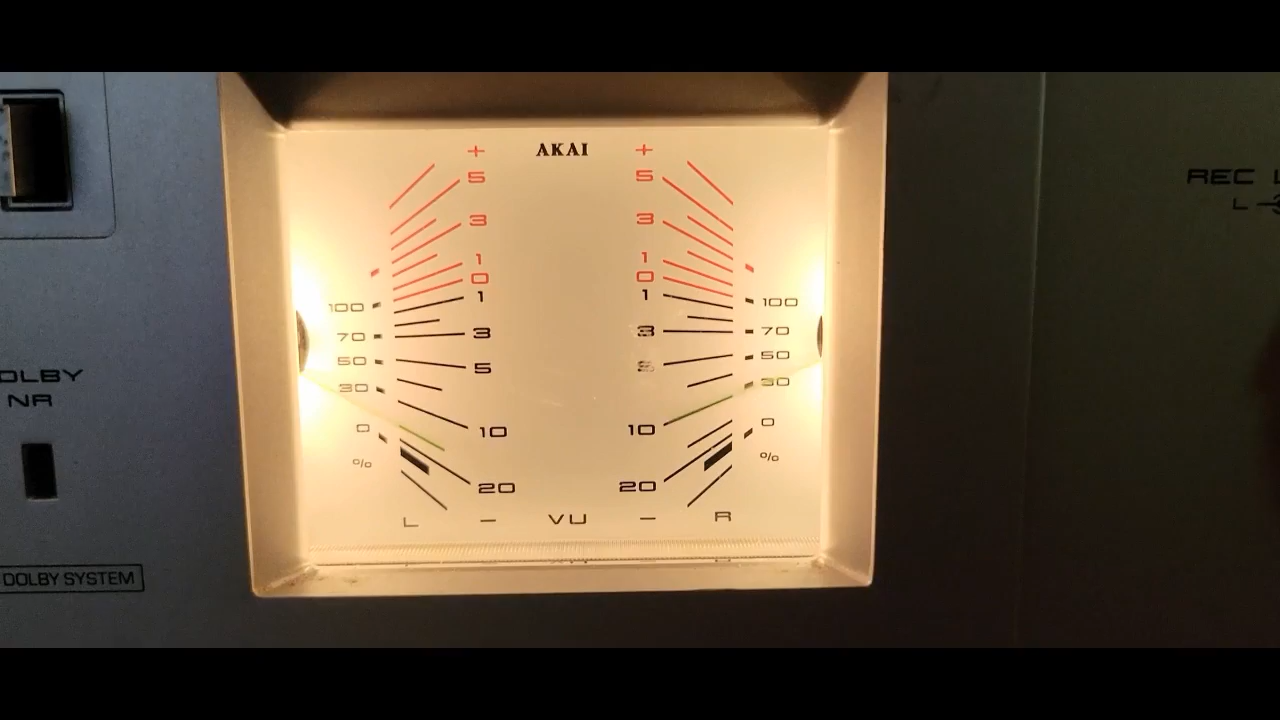 AKAI
+ +
5 5
3 3
1 1
0 0
1 1
100 100
3 3
70 70
50 50
5 5
30 30
10 10
0 0
% %
20 20
L - VU - R
REC
L
DOLBY
NR
DOLBY SYSTEM